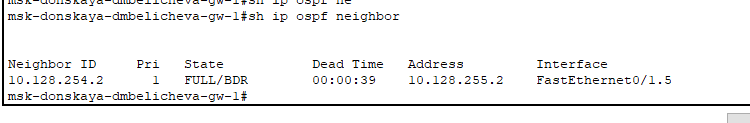 msk-donskaya-dmbelicheva-gw-1#sh ip ospf ne
msk-donskaya-dmbelicheva-gw-1#sh ip ospf neighbor
Neighbor ID     Pri   State           Dead Time   Address         Interface
10.128.254.2      1   FULL/BDR        00:00:39    10.128.255.2    FastEthernet0/1.5
msk-donskaya-dmbelicheva-gw-1#